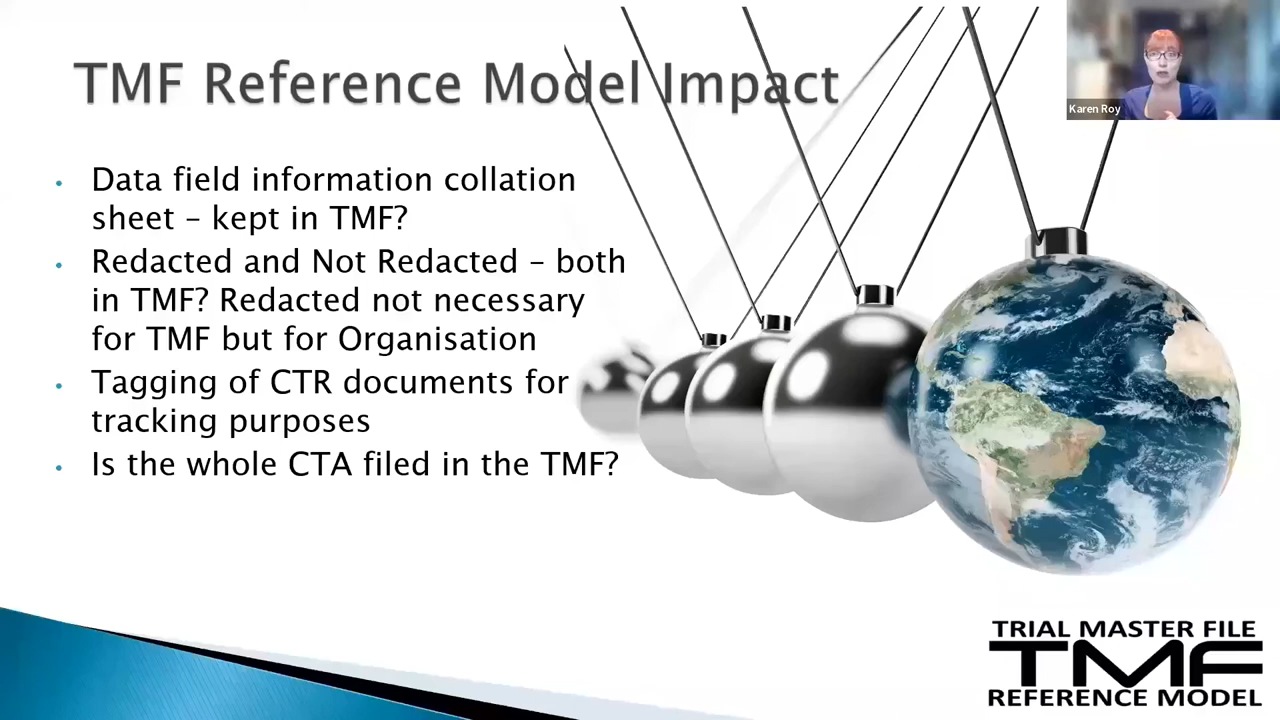 TMF Reference Model Impact
Karen Roy
• Data field information collation
sheet – kept in TMF?
• Redacted and Not Redacted – both
in TMF? Redacted not necessary
for TMF but for Organisation
• Tagging of CTR documents for
tracking purposes
• Is the whole CTA filed in the TMF?
TRIAL MASTER FILE
TMF
REFERENCE MODEL